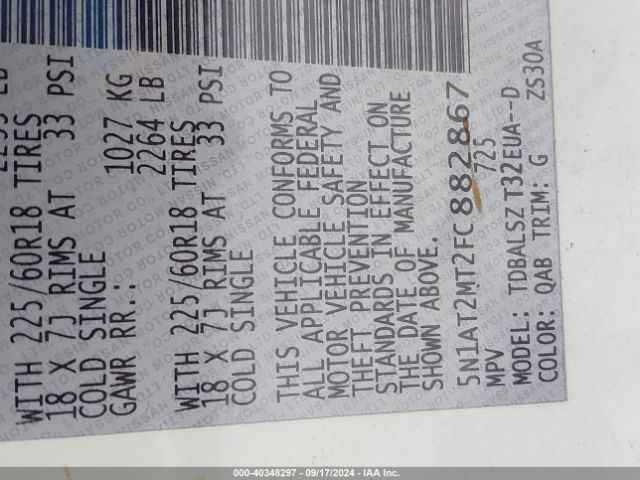 WITH 225/60R18 TIRES
18 X 7J RIMS AT 33 PSI
COLD SINGLE
GAWR RR.: 1027 KG
2264 LB
WITH 225/60R18 TIRES
18 X 7J RIMS AT 33 PSI
COLD SINGLE
THIS VEHICLE CONFORMS TO
ALL APPLICABLE FEDERAL
MOTOR VEHICLE SAFETY AND
THEFT PREVENTION
STANDARDS IN EFFECT ON
THE DATE OF MANUFACTURE
SHOWN ABOVE.
5N1AT2MT2FC882867
MPV 725
MODEL: TDBALSZ T32EUA--D
COLOR: QAB TRIM: G ZS30A
000-40348297 - 09/17/2024 - IAA Inc.